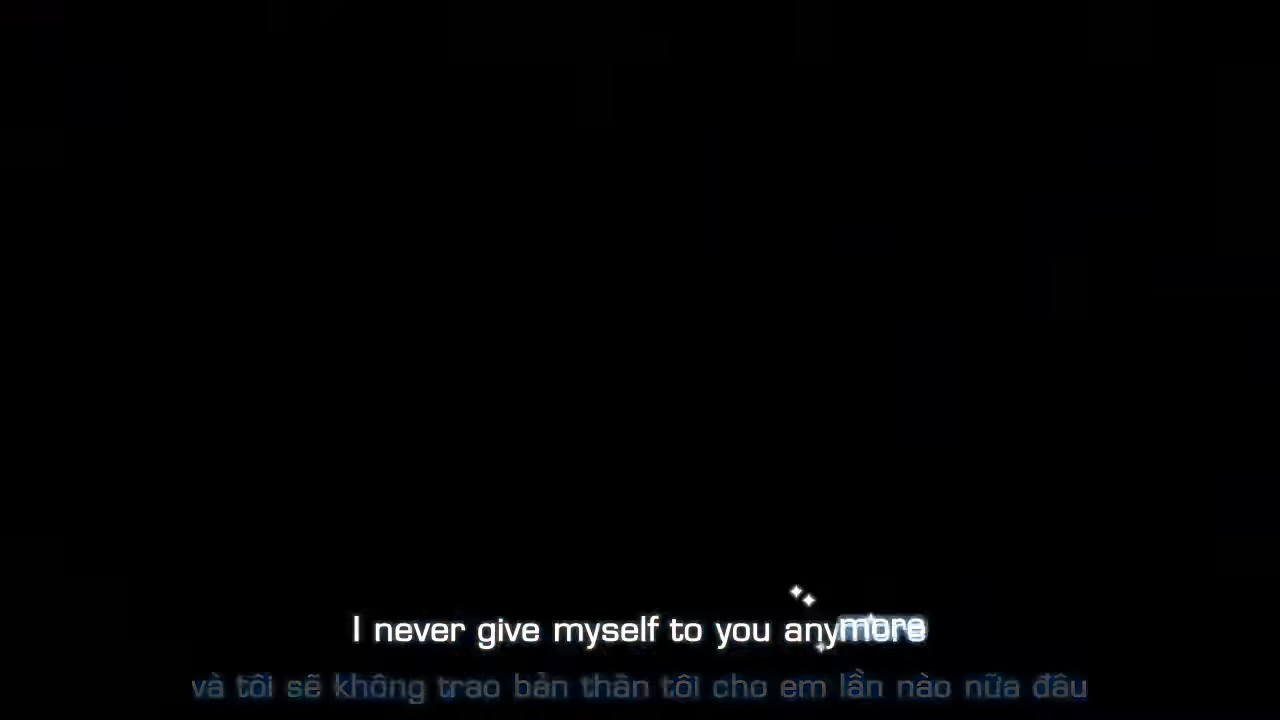 I never give myself to you anymore
và tôi sẽ không trao bản thân tôi cho em lần nào nữa đâu